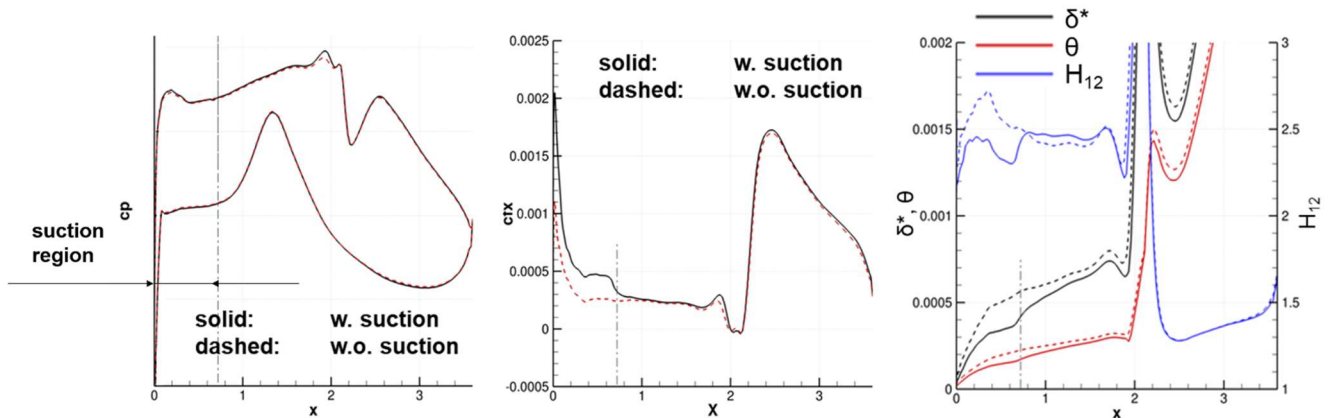 cp
suction
region
solid: w. suction
dashed: w.o. suction
0 1 2 3
x
0.0025
0.002
0.0015
0.001
0.0005
0
-0.0005
crx
solid: w. suction
dashed: w.o. suction
0 1 2 3
X
δ*
θ
H12
0.002
0.0015
0.001
0.0005
0
δ*, θ
3
2.5
2
1.5
1
H12
1 2 3
x